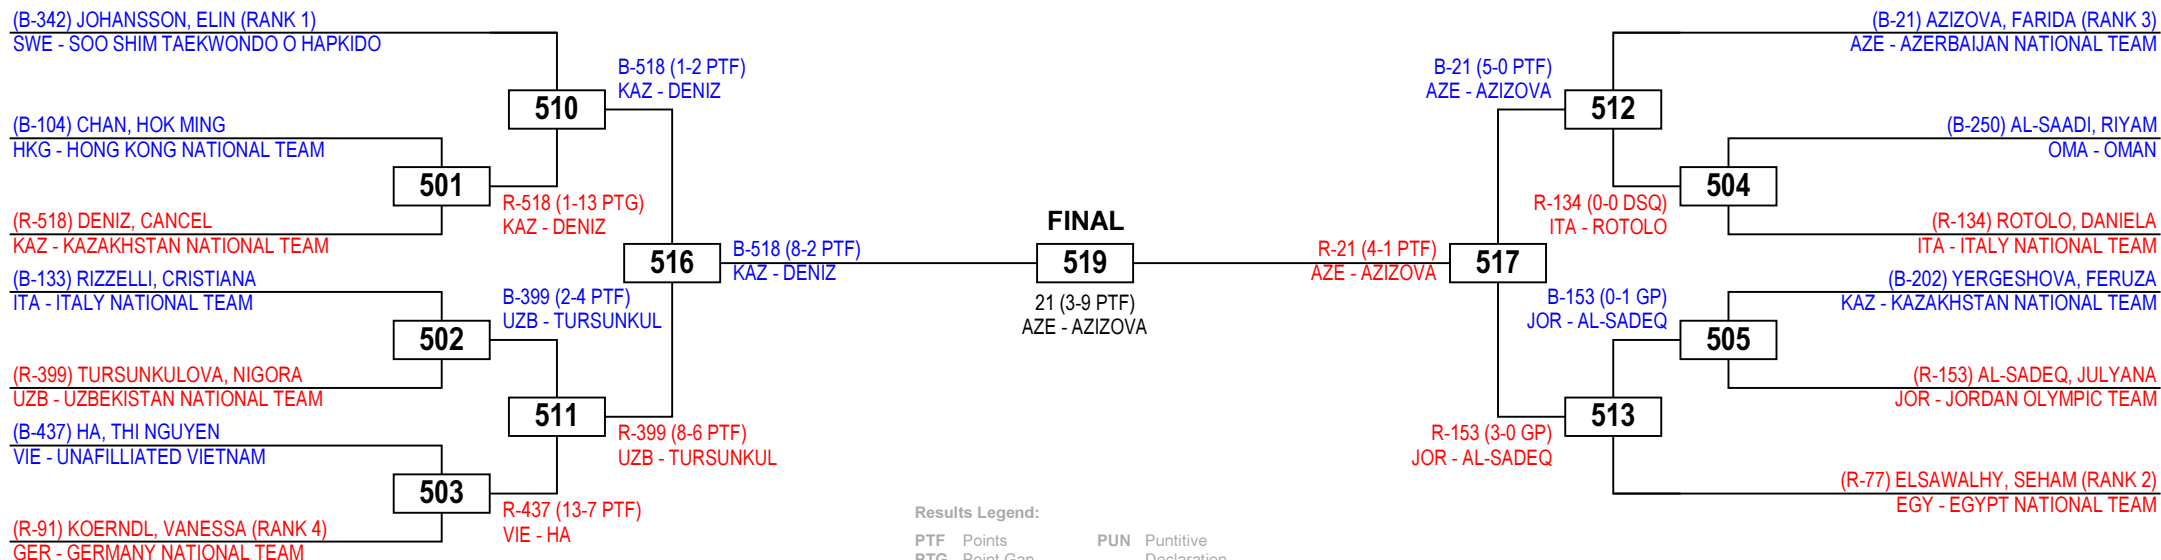 (B-342) JOHANSSON, ELIN (RANK 1)
SWE - SOO SHIM TAEKWONDO O HAPKIDO
B-518 (1-2 PTF)
KAZ - DENIZ
510
(B-104) CHAN, HOK MING
HKG - HONG KONG NATIONAL TEAM
501
R-518 (1-13 PTG)
KAZ - DENIZ
(R-518) DENIZ, CANCEL
KAZ - KAZAKHSTAN NATIONAL TEAM
516
B-518 (8-2 PTF)
KAZ - DENIZ
(B-133) RIZZELLI, CRISTIANA
ITA - ITALY NATIONAL TEAM
B-399 (2-4 PTF)
UZB - TURSUNKUL
502
(R-399) TURSUNKULOVA, NIGORA
UZB - UZBEKISTAN NATIONAL TEAM
511
R-399 (8-6 PTF)
UZB - TURSUNKUL
(B-437) HA, THI NGUYEN
VIE - UNAFILLIATED VIETNAM
503
R-437 (13-7 PTF)
VIE - HA
(R-91) KOERNDL, VANESSA (RANK 4)
GER - GERMANY NATIONAL TEAM
FINAL
519
21 (3-9 PTF)
AZE - AZIZOVA
(B-21) AZIZOVA, FARIDA (RANK 3)
AZE - AZERBAIJAN NATIONAL TEAM
B-21 (5-0 PTF)
AZE - AZIZOVA
512
(B-250) AL-SAADI, RIYAM
OMA - OMAN
504
R-134 (0-0 DSQ)
ITA - ROTOLO
(R-134) ROTOLO, DANIELA
ITA - ITALY NATIONAL TEAM
R-21 (4-1 PTF)
AZE - AZIZOVA
517
(B-202) YERGESHOVA, FERUZA
KAZ - KAZAKHSTAN NATIONAL TEAM
B-153 (0-1 GP)
JOR - AL-SADEQ
505
(R-153) AL-SADEQ, JULYANA
JOR - JORDAN OLYMPIC TEAM
513
R-153 (3-0 GP)
JOR - AL-SADEQ
(R-77) ELSAWALHY, SEHAM (RANK 2)
EGY - EGYPT NATIONAL TEAM
Results Legend:
PTF Points PUN Puntitive
PTG Point Gap Declaration